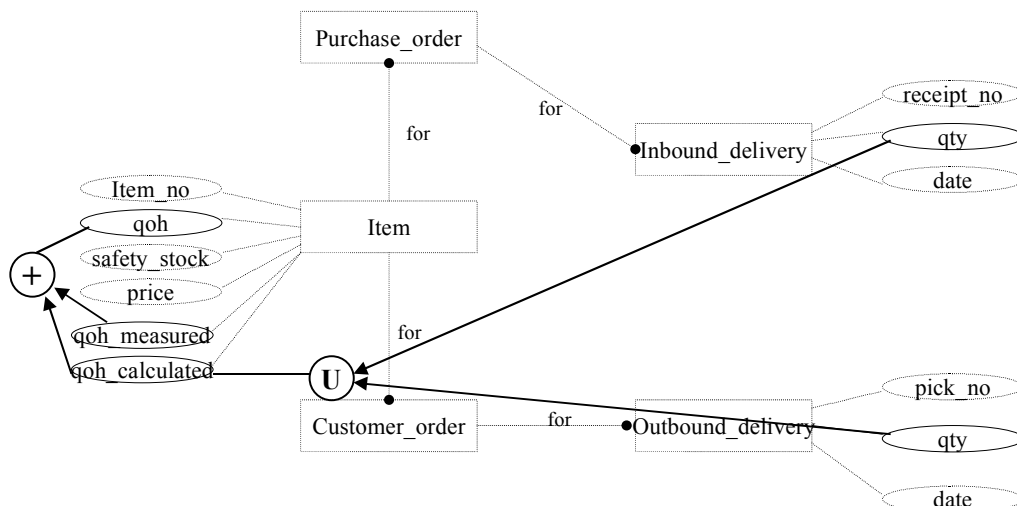 Purchase_order
receipt_no
for
for
Inbound_delivery
qty
date
Item_no
qoh
Item
safety_stock
+
price
qoh_measured
for
qoh_calculated
U
pick_no
Customer_order
for
Outbound_delivery
qty
date